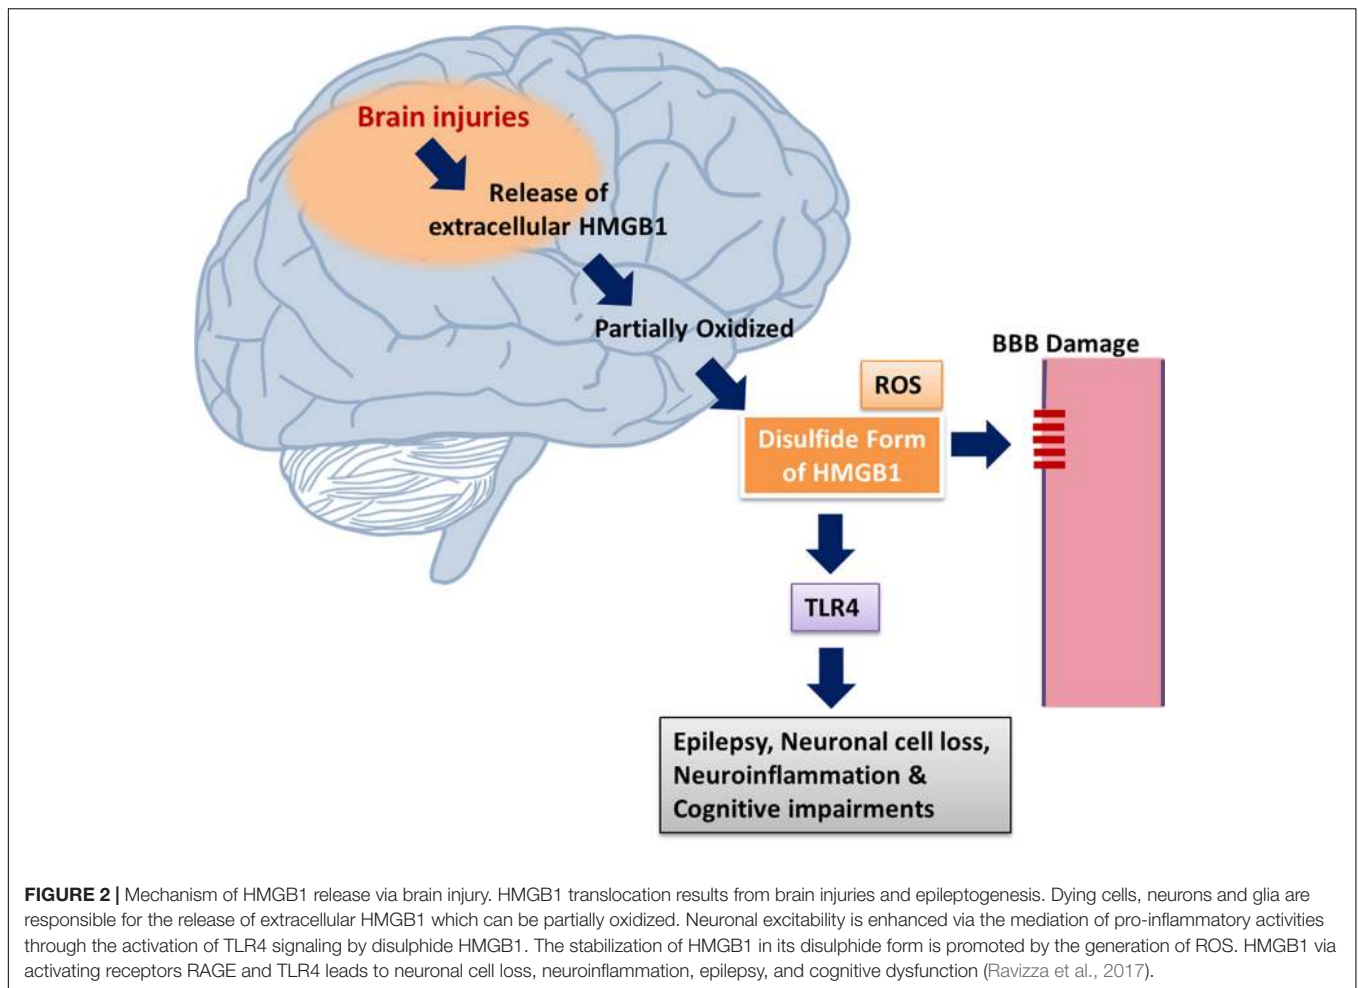 Brain injuries
Release of
extracellular HMGB1
Partially Oxidized
BBB Damage
ROS
Disulfide Form
of HMGB1
TLR4
Epilepsy, Neuronal cell loss,
Neuroinflammation &
Cognitive impairments
FIGURE 2 | Mechanism of HMGB1 release via brain injury. HMGB1 translocation results from brain injuries and epileptogenesis. Dying cells, neurons and glia are
responsible for the release of extracellular HMGB1 which can be partially oxidized. Neuronal excitability is enhanced via the mediation of pro-inflammatory activities
through the activation of TLR4 signaling by disulphide HMGB1. The stabilization of HMGB1 in its disulphide form is promoted by the generation of ROS. HMGB1 via
activating receptors RAGE and TLR4 leads to neuronal cell loss, neuroinflammation, epilepsy, and cognitive dysfunction (Ravizza et al., 2017).